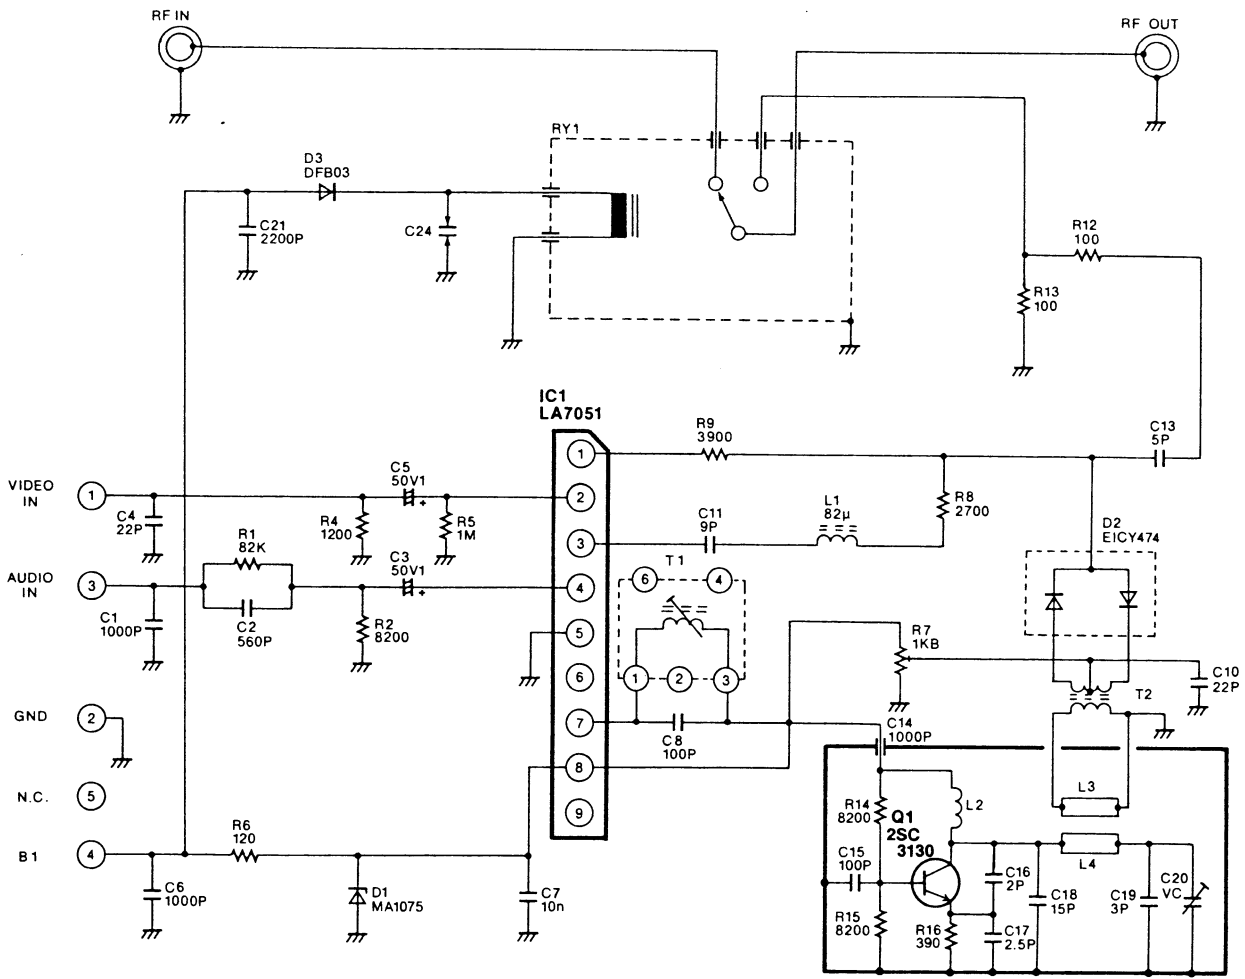 RF IN
RF OUT
RY1
D3
DFB03
C21
2200P
C24
R12
100
R13
100
IC1
LA7051
R9
3900
C13
5P
VIDEO
IN
1
C4
22P
C5
50V1
+
R4
1200
R5
1M
1
2
3
4
5
6
7
8
9
C11
9P
L1
82µ
R8
2700
D2
EICY474
AUDIO
IN
3
R1
82K
C2
560P
C1
1000P
C3
50V1
+
R2
8200
T1
6
4
1
2
3
C8
100P
R7
1KB
T2
C10
22P
GND
2
N.C.
5
B1
4
R6
120
C6
1000P
D1
MA1075
C7
10n
C14
1000P
L3
R14
8200
L2
Q1
2SC
3130
L4
C15
100P
C16
2P
C18
15P
C19
3P
C20
VC
R15
8200
R16
390
C17
2.5P